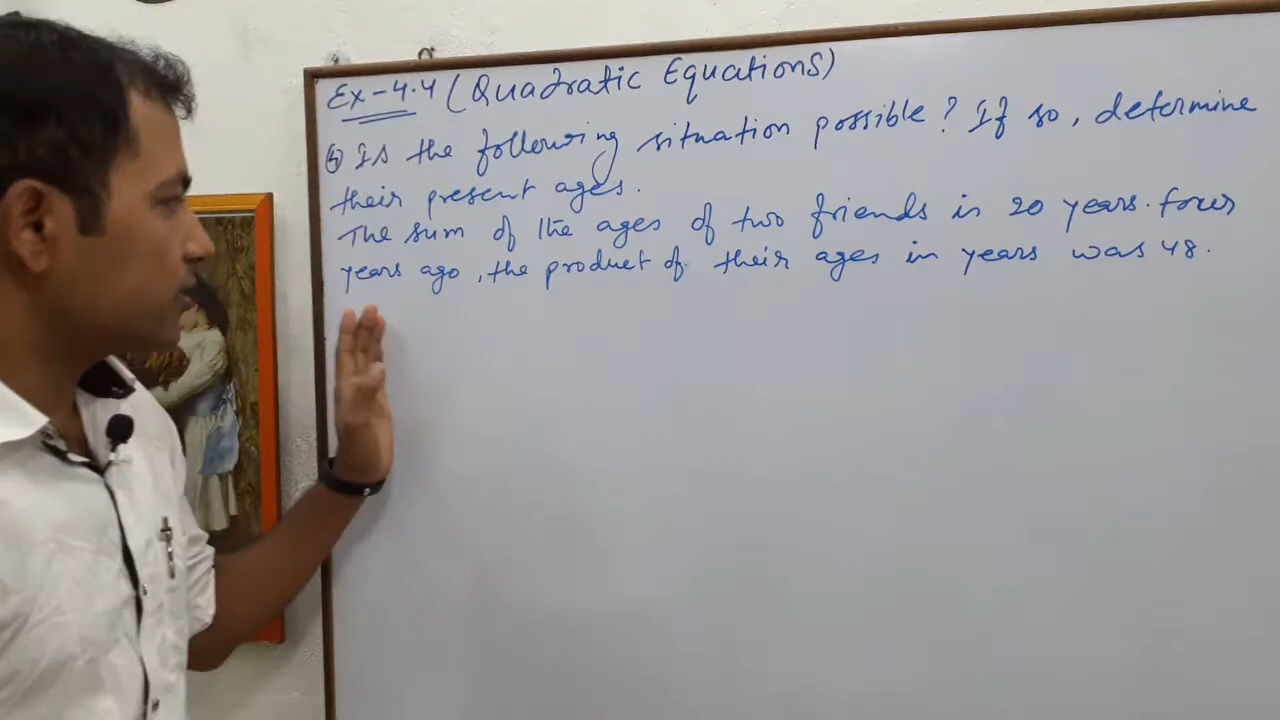 Ex-4.4 (Quadratic Equations)
④ Is the following situation possible? If so, determine
their present ages.
The sum of the ages of two friends is 20 years. four
years ago, the product of their ages in years was 48.